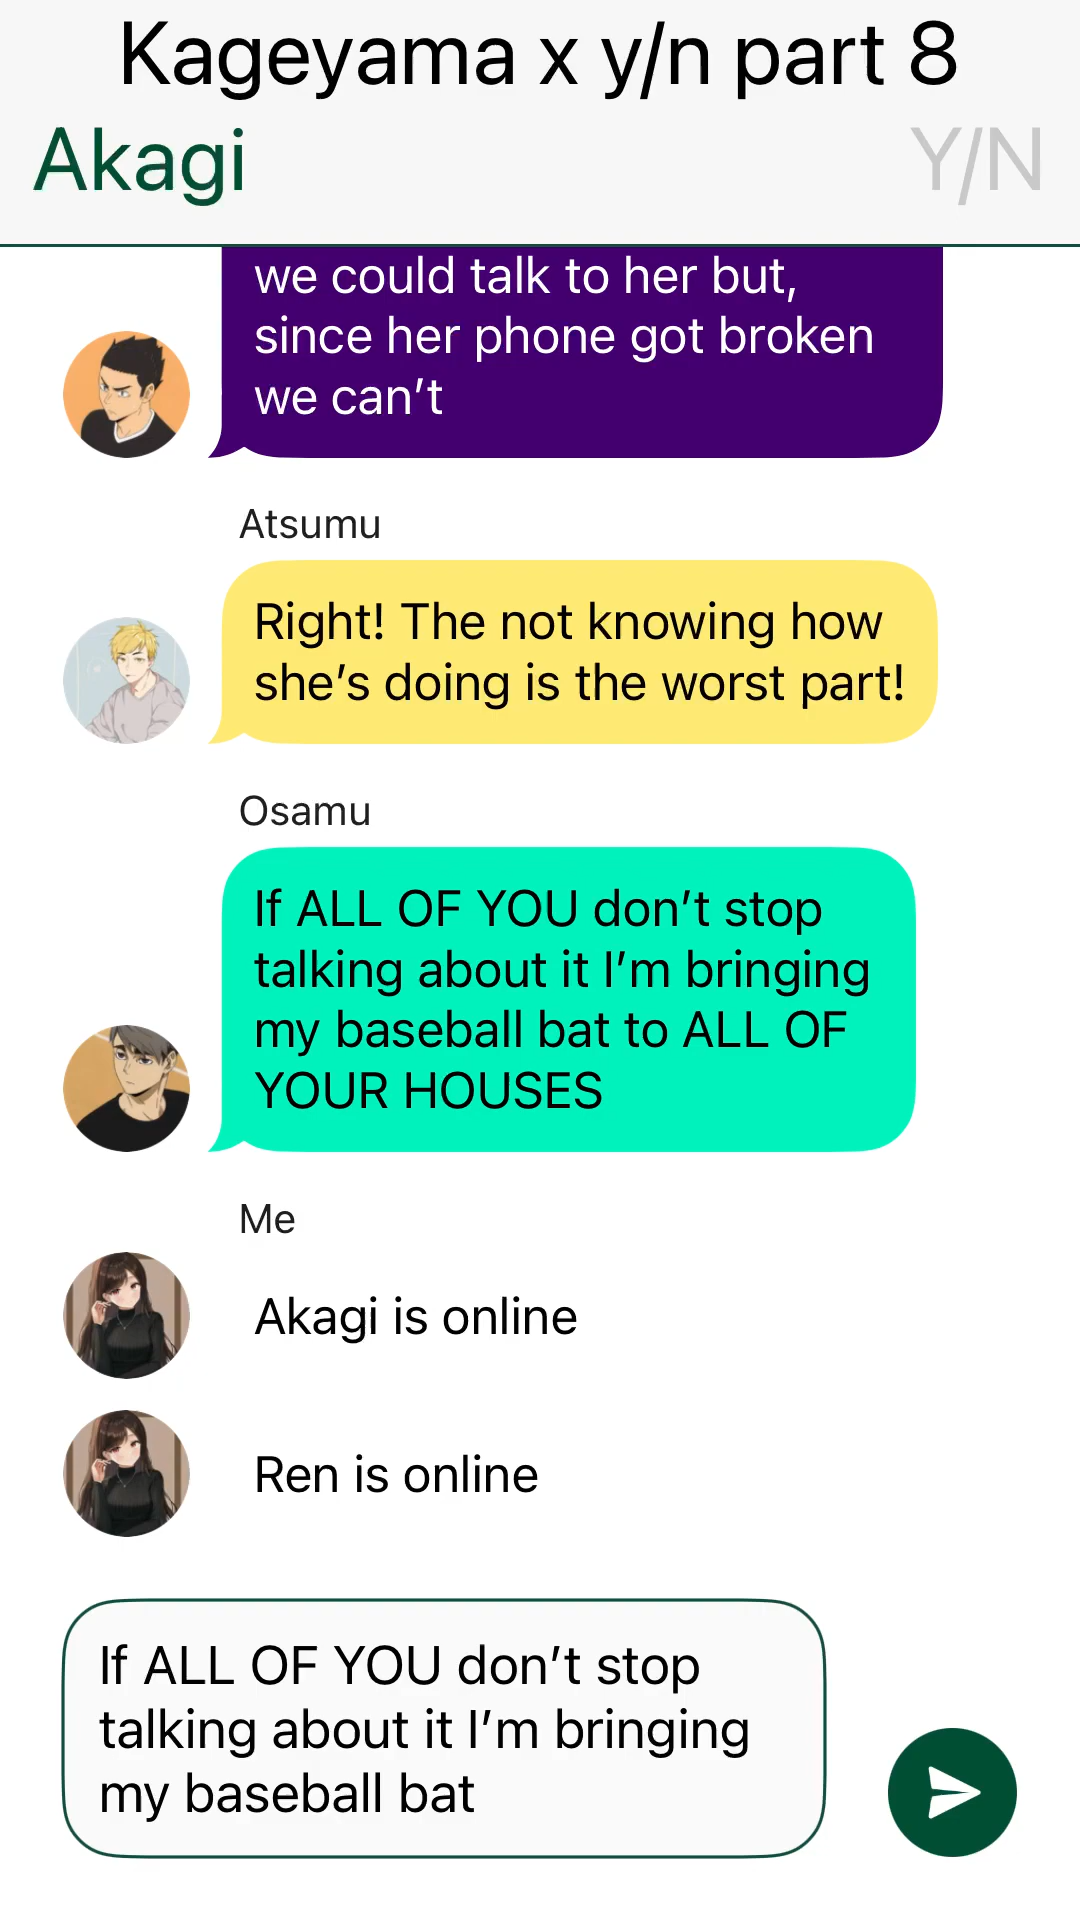 Kageyama x y/n part 8
Akagi
Y/N
we could talk to her but,
since her phone got broken
we can’t
Atsumu
Right! The not knowing how
she’s doing is the worst part!
Osamu
If ALL OF YOU don’t stop
talking about it I’m bringing
my baseball bat to ALL OF
YOUR HOUSES
Me
Akagi is online
Ren is online
If ALL OF YOU don’t stop
talking about it I’m bringing
my baseball bat